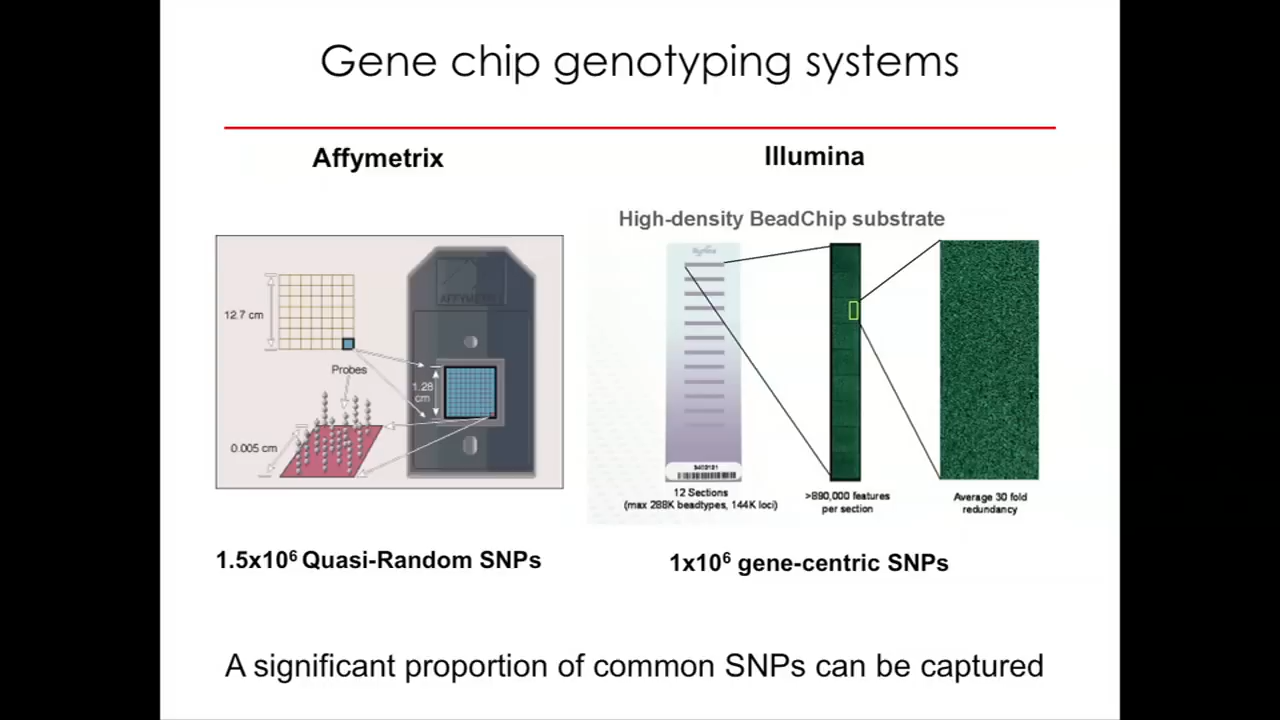 Gene chip genotyping systems
Affymetrix
Illumina
High-density BeadChip substrate
AFFYMETRIX
12.7 cm
Probes
1.28
cm
0.005 cm
12 Sections
(max 288K beadtypes, 144K loci)
>890,000 features
per section
Average 30 fold
redundancy
1.5x10⁶ Quasi-Random SNPs
1x10⁶ gene-centric SNPs
A significant proportion of common SNPs can be captured